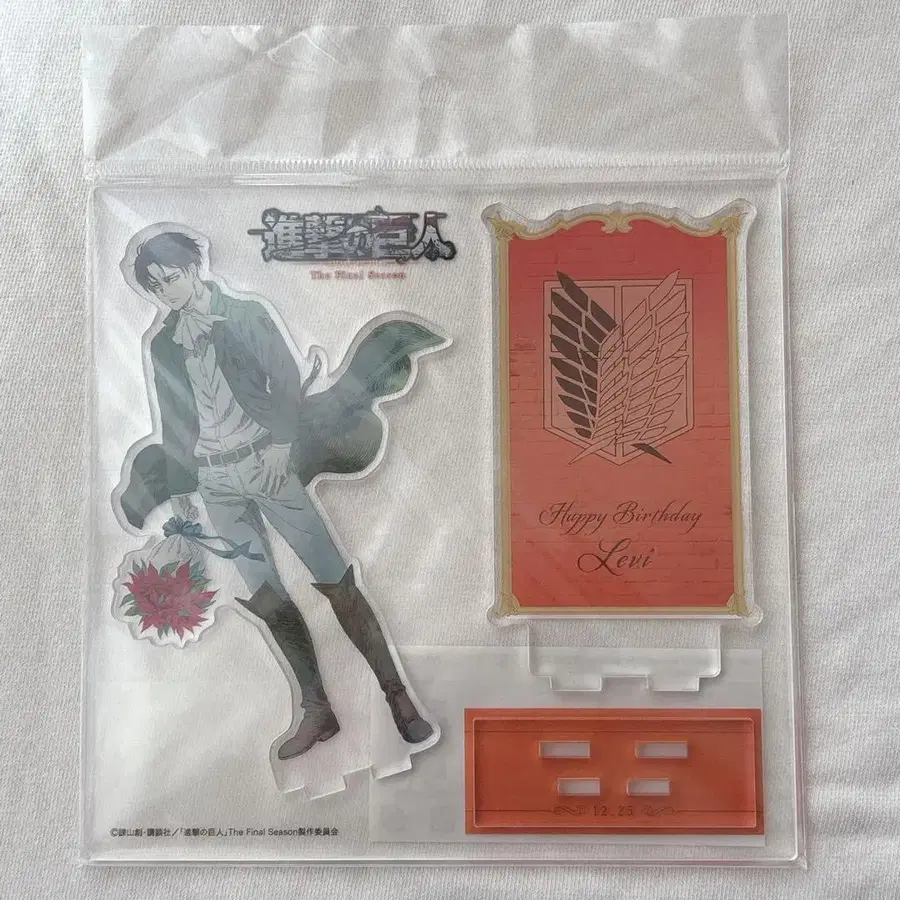 進撃の巨人
The Final Season
Happy Birthday
Levi
12.25
©諫山創・講談社/「進撃の巨人」The Final Season製作委員会